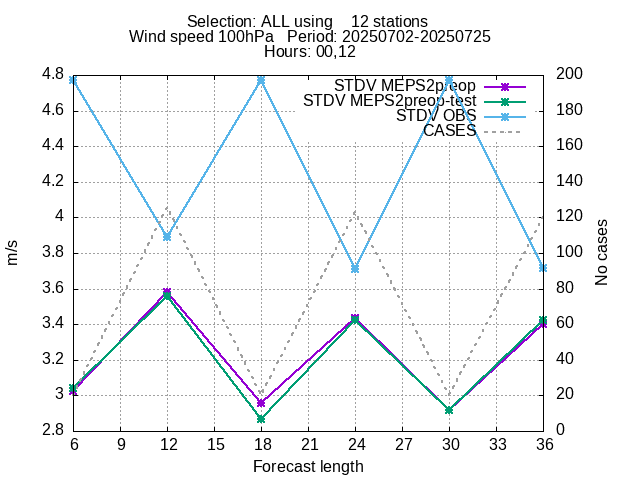 Selection: ALL using    12 stations
Wind speed 100hPa   Period: 20250702-20250725
Hours: 00,12
STDV MEPS2preop
STDV MEPS2preop-test
STDV OBS
CASES
4.8
4.6
4.4
4.2
4
3.8
3.6
3.4
3.2
3
2.8
m/s
200
180
160
140
120
100
80
60
40
20
0
No cases
6 9 12 15 18 21 24 27 30 33 36
Forecast length